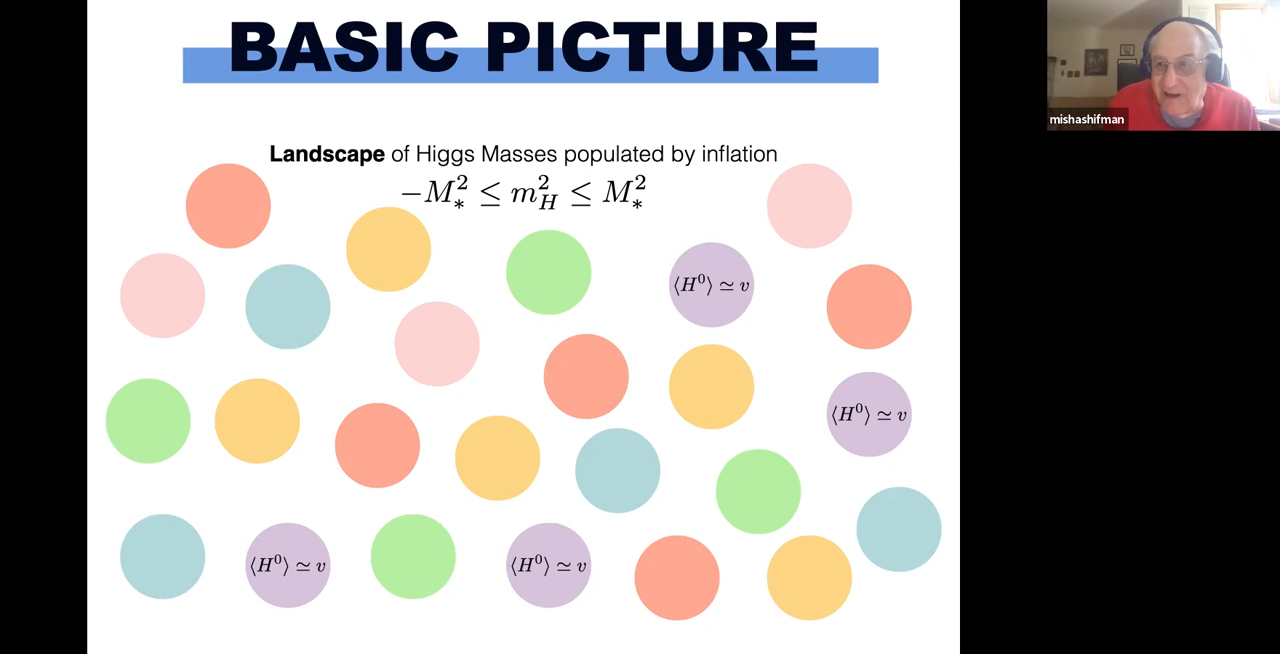 BASIC PICTURE
mishashifman
Landscape of Higgs Masses populated by inflation
−M∗² ≤ m_H² ≤ M∗²
⟨H⁰⟩ ≃ v
⟨H⁰⟩ ≃ v
⟨H⁰⟩ ≃ v
⟨H⁰⟩ ≃ v